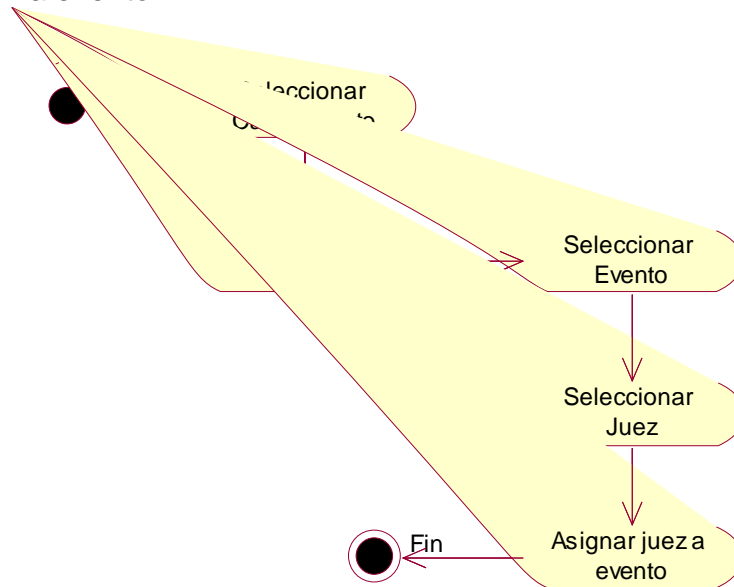 Seleccionar
Seleccionar
Evento
Seleccionar
Juez
Fin
Asignar juez a
evento